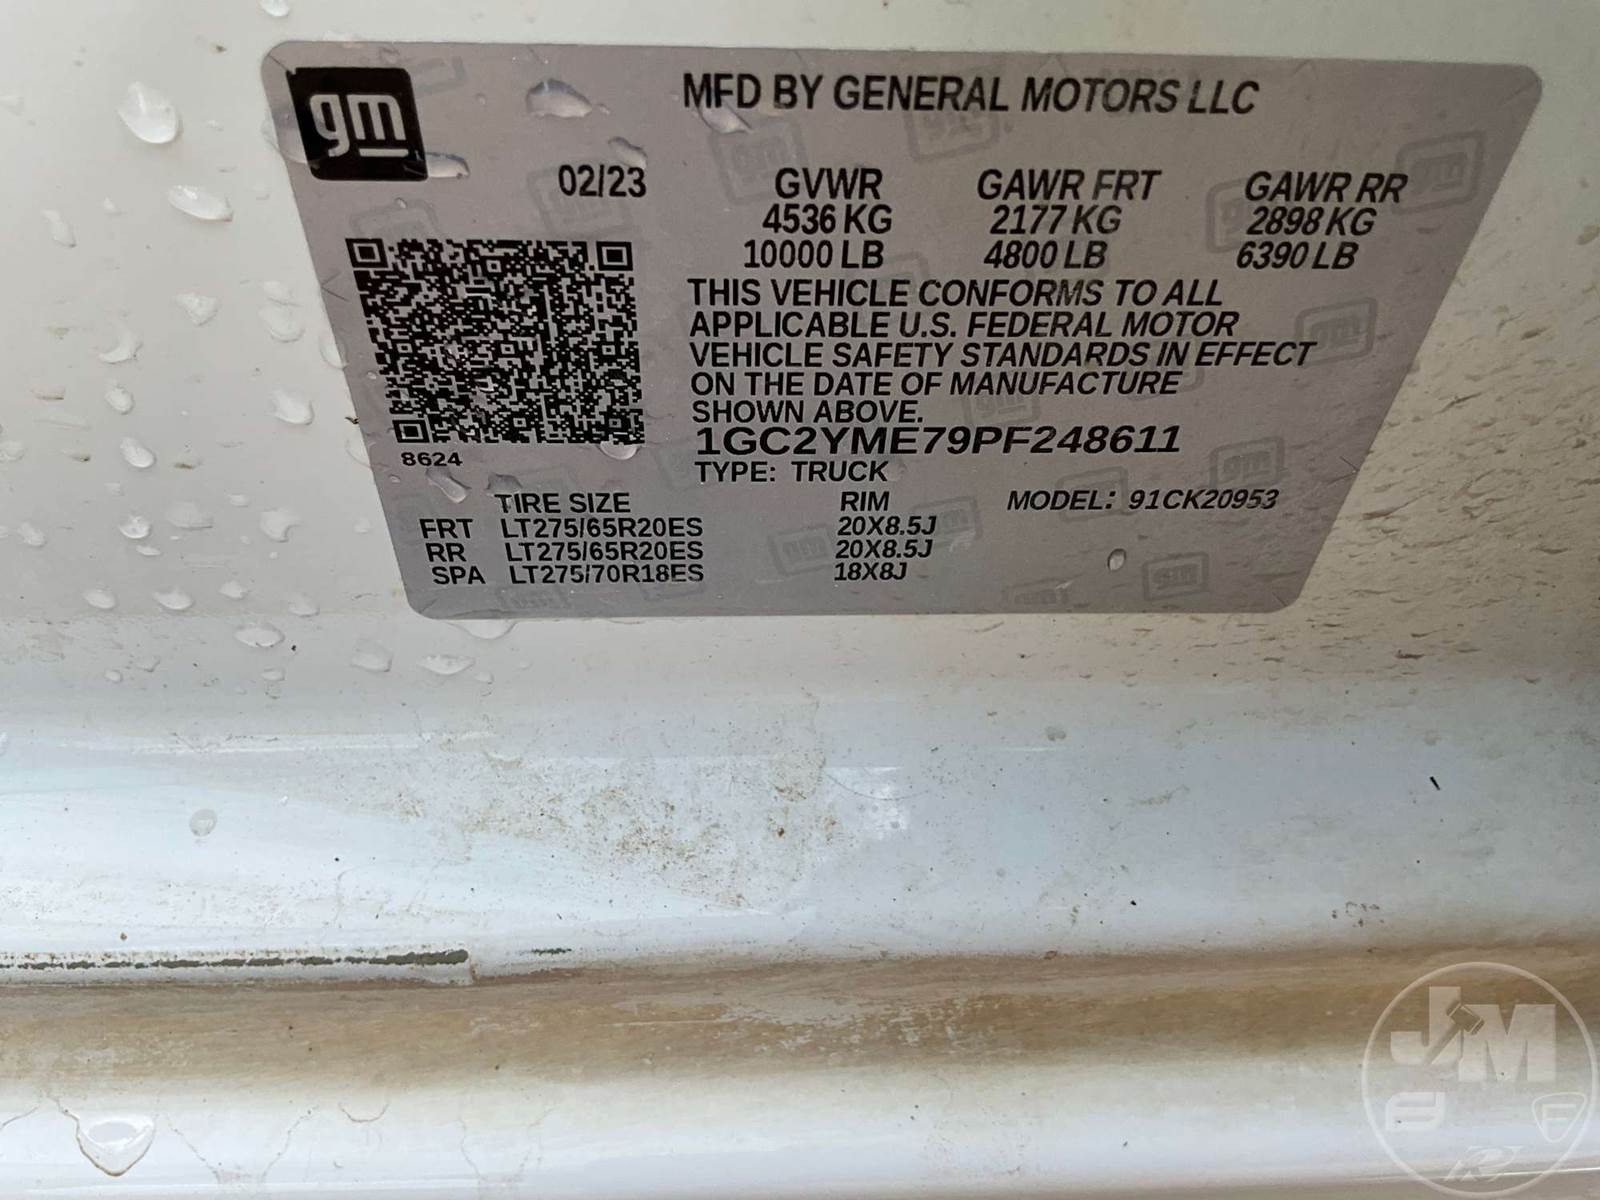 gm
MFD BY GENERAL MOTORS LLC
02/23 GVWR GAWR FRT GAWR RR
4536 KG 2177 KG 2898 KG
10000 LB 4800 LB 6390 LB
THIS VEHICLE CONFORMS TO ALL
APPLICABLE U.S. FEDERAL MOTOR
VEHICLE SAFETY STANDARDS IN EFFECT
ON THE DATE OF MANUFACTURE
SHOWN ABOVE.
1GC2YME79PF248611
8624
TYPE: TRUCK
TIRE SIZE RIM MODEL: 91CK20953
FRT LT275/65R20ES 20X8.5J
RR LT275/65R20ES 20X8.5J
SPA LT275/70R18ES 18X8J
JM